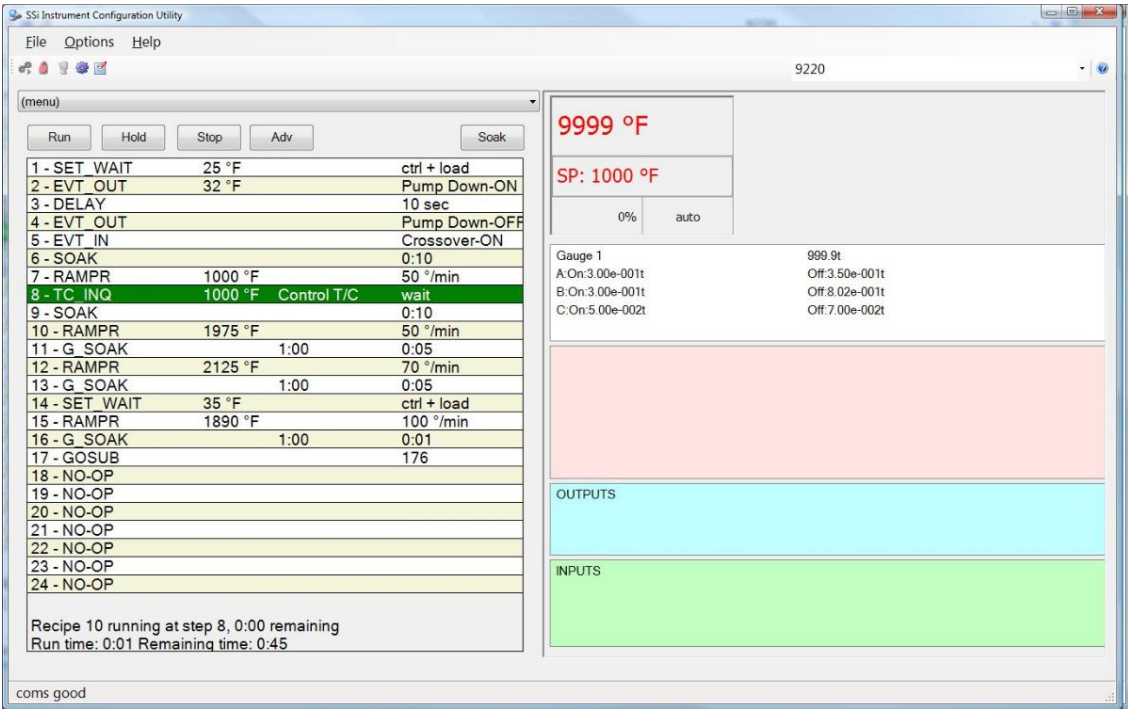 SSi Instrument Configuration Utility
File Options Help
9220
(menu)
Run Hold Stop Adv Soak
1 - SET_WAIT 25 °F ctrl + load
2 - EVT_OUT 32 °F Pump Down-ON
3 - DELAY 10 sec
4 - EVT_OUT Pump Down-OFF
5 - EVT_IN Crossover-ON
6 - SOAK 0:10
7 - RAMPR 1000 °F 50 °/min
8 - TC_INQ 1000 °F Control T/C wait
9 - SOAK 0:10
10 - RAMPR 1975 °F 50 °/min
11 - G_SOAK 1:00 0:05
12 - RAMPR 2125 °F 70 °/min
13 - G_SOAK 1:00 0:05
14 - SET_WAIT 35 °F ctrl + load
15 - RAMPR 1890 °F 100 °/min
16 - G_SOAK 1:00 0:01
17 - GOSUB 176
18 - NO-OP
19 - NO-OP
20 - NO-OP
21 - NO-OP
22 - NO-OP
23 - NO-OP
24 - NO-OP
Recipe 10 running at step 8, 0:00 remaining
Run time: 0:01 Remaining time: 0:45
9999 °F
SP: 1000 °F
0% auto
Gauge 1 999.9t
A:On:3.00e-001t Off:3.50e-001t
B:On:3.00e-001t Off:8.02e-001t
C:On:5.00e-002t Off:7.00e-002t
OUTPUTS
INPUTS
coms good